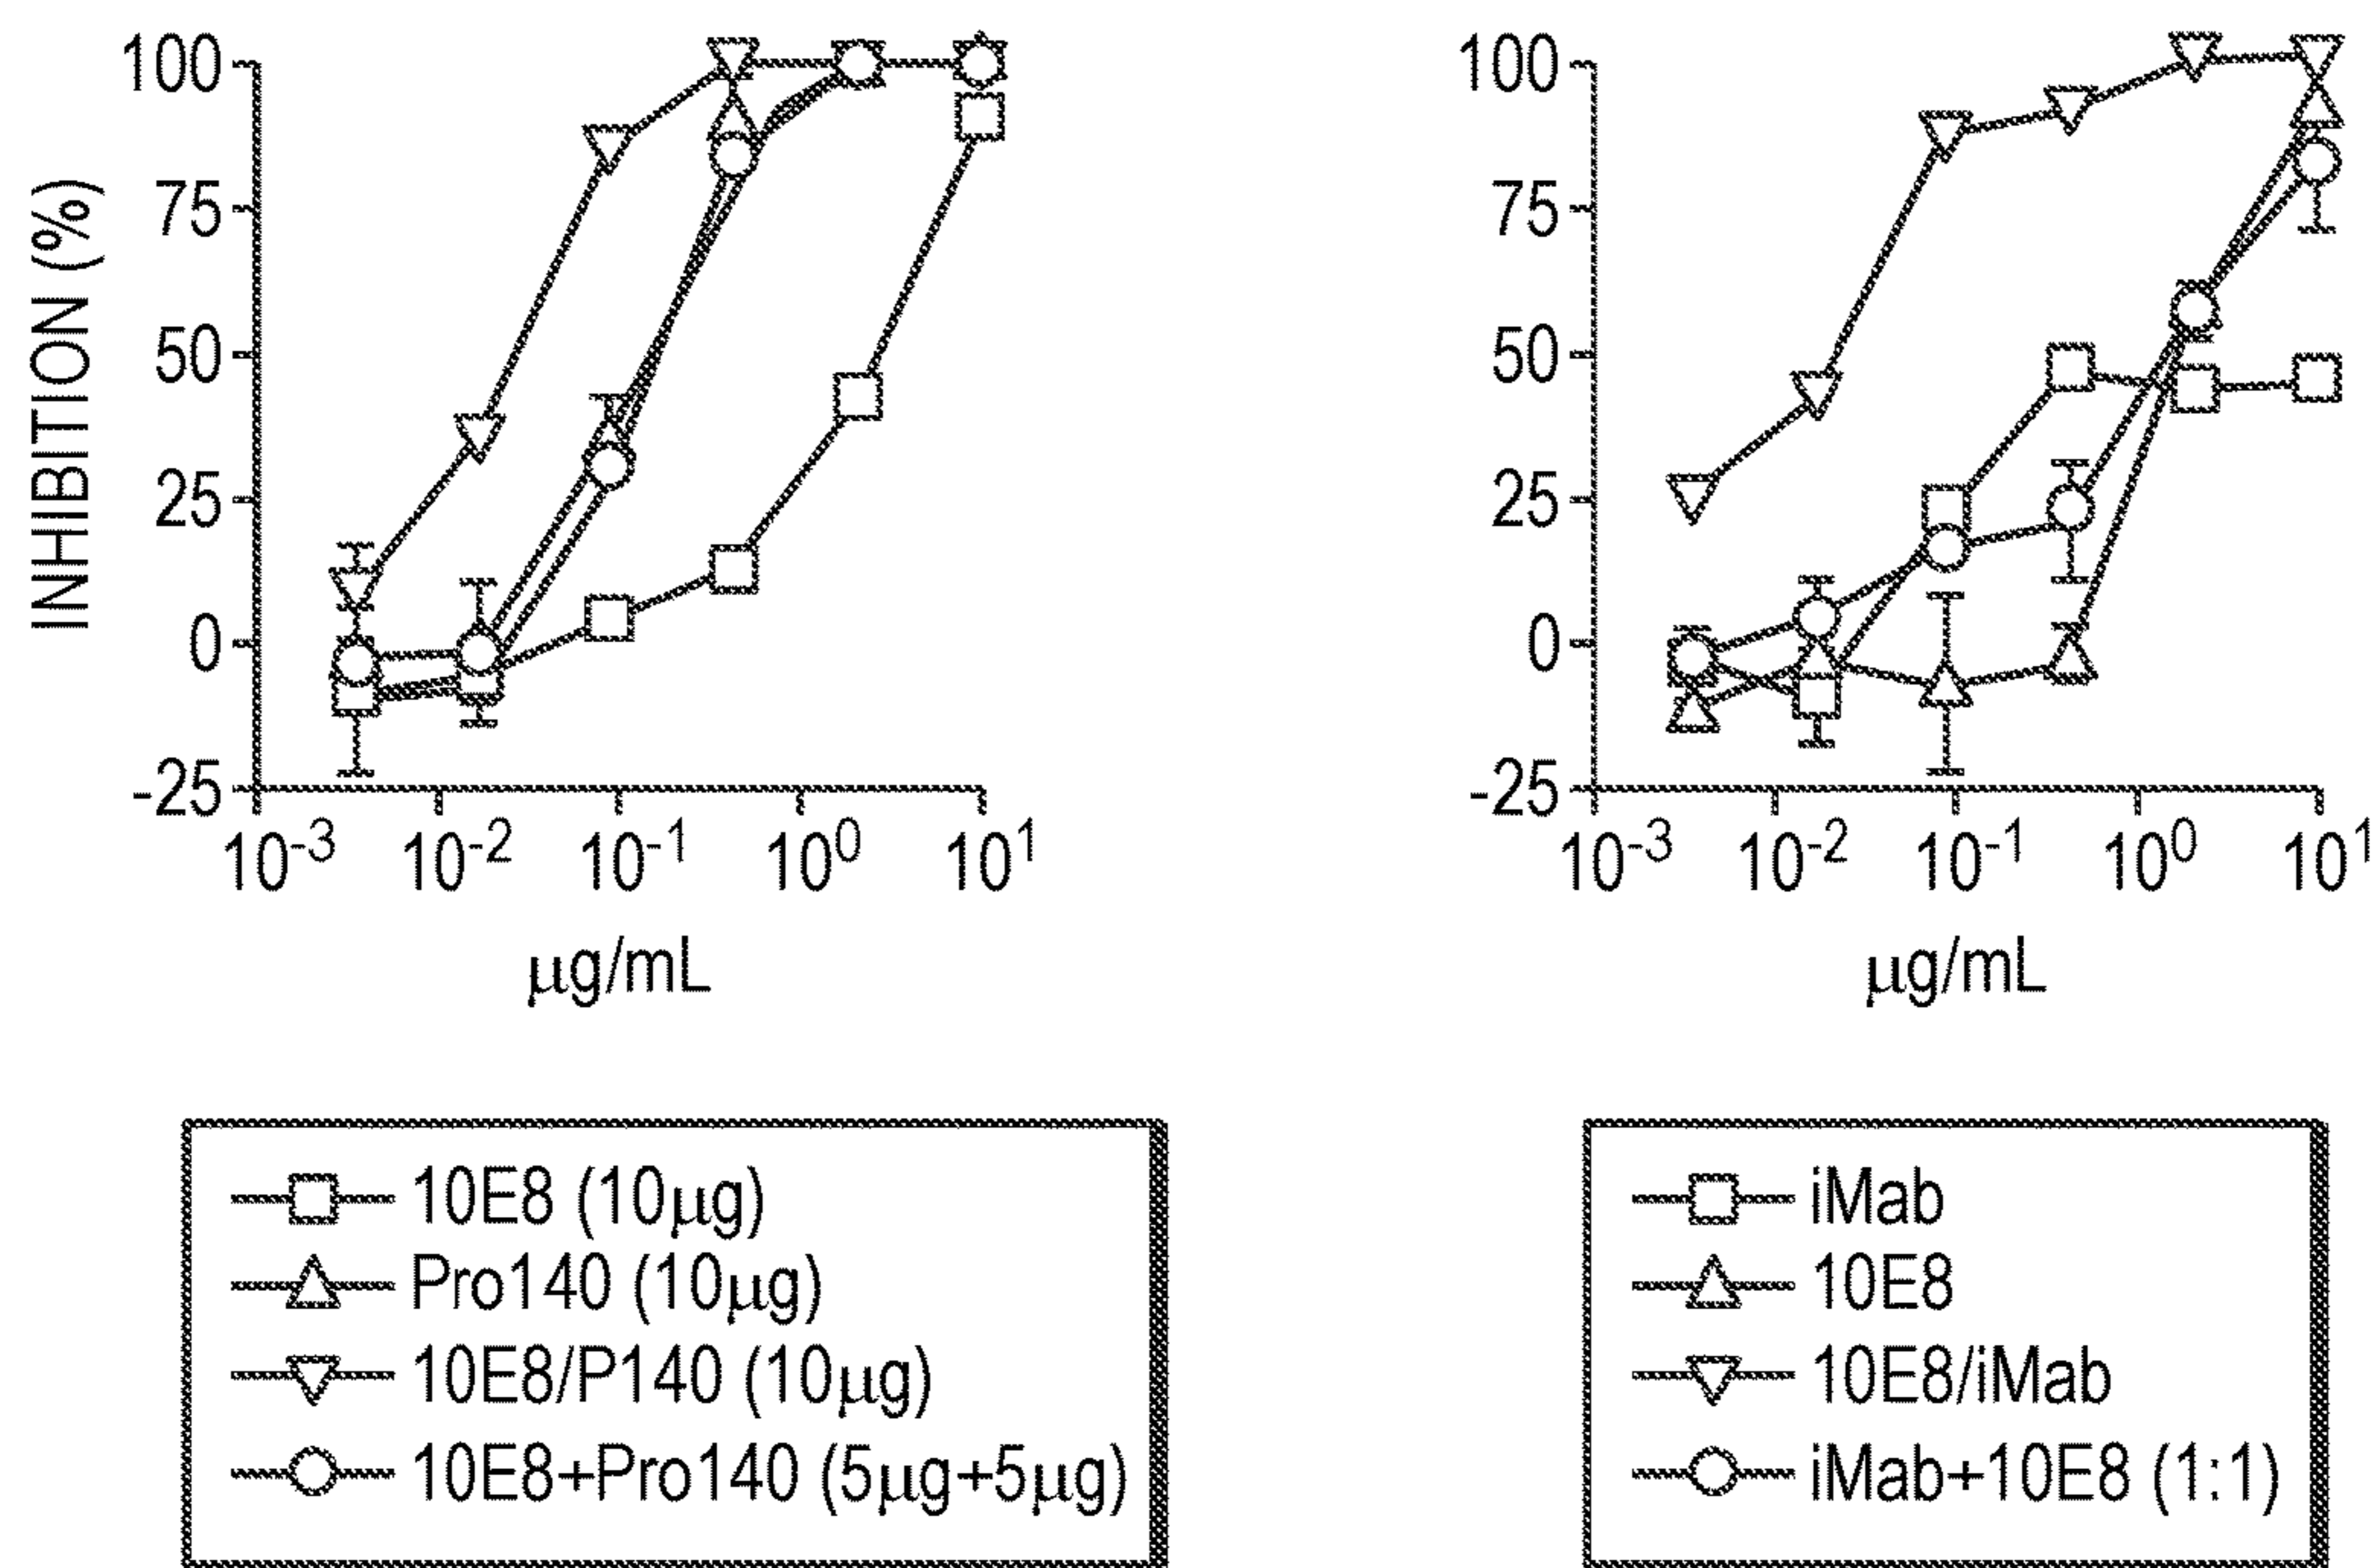 INHIBITION (%)
100
75
50
25
0
-25
10⁻³ 10⁻² 10⁻¹ 10⁰ 10¹
μg/mL
10E8 (10μg)
Pro140 (10μg)
10E8/P140 (10μg)
10E8+Pro140 (5μg+5μg)
100
75
50
25
0
-25
10⁻³ 10⁻² 10⁻¹ 10⁰ 10¹
μg/mL
iMab
10E8
10E8/iMab
iMab+10E8 (1:1)